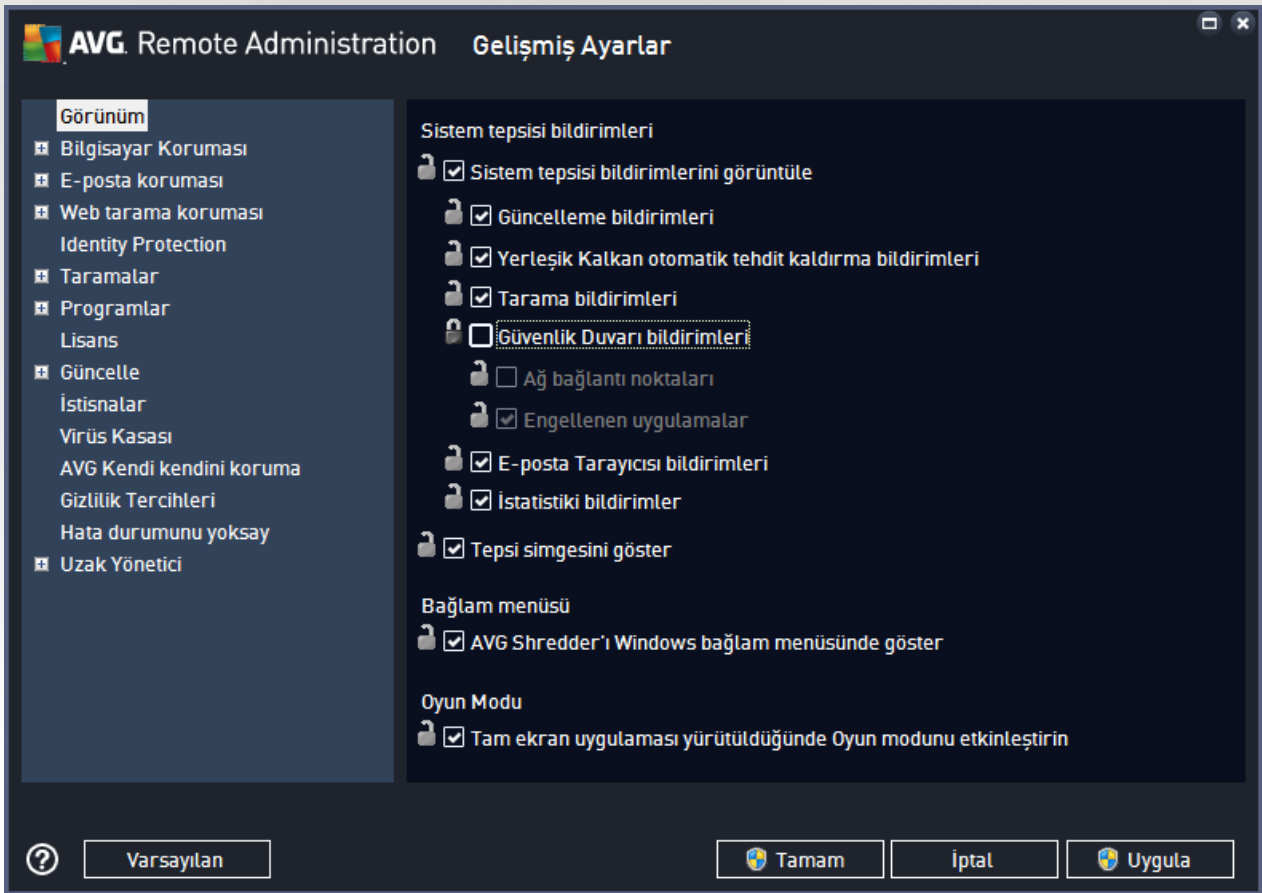 AVG. Remote Administration Gelişmiş Ayarlar
Görünüm
Bilgisayar Koruması
E-posta koruması
Web tarama koruması
Identity Protection
Taramalar
Programlar
Lisans
Güncelle
İstisnalar
Virüs Kasası
AVG Kendi kendini koruma
Gizlilik Tercihleri
Hata durumunu yoksay
Uzak Yönetici
Sistem tepsisi bildirimleri
Sistem tepsisi bildirimlerini görüntüle
Güncelleme bildirimleri
Yerleşik Kalkan otomatik tehdit kaldırma bildirimleri
Tarama bildirimleri
Güvenlik Duvarı bildirimleri
Ağ bağlantı noktaları
Engellenen uygulamalar
E-posta Tarayıcısı bildirimleri
İstatistiki bildirimler
Tepsi simgesini göster
Bağlam menüsü
AVG Shredder'ı Windows bağlam menüsünde göster
Oyun Modu
Tam ekran uygulaması yürütüldüğünde Oyun modunu etkinleştirin
Varsayılan
Tamam
İptal
Uygula